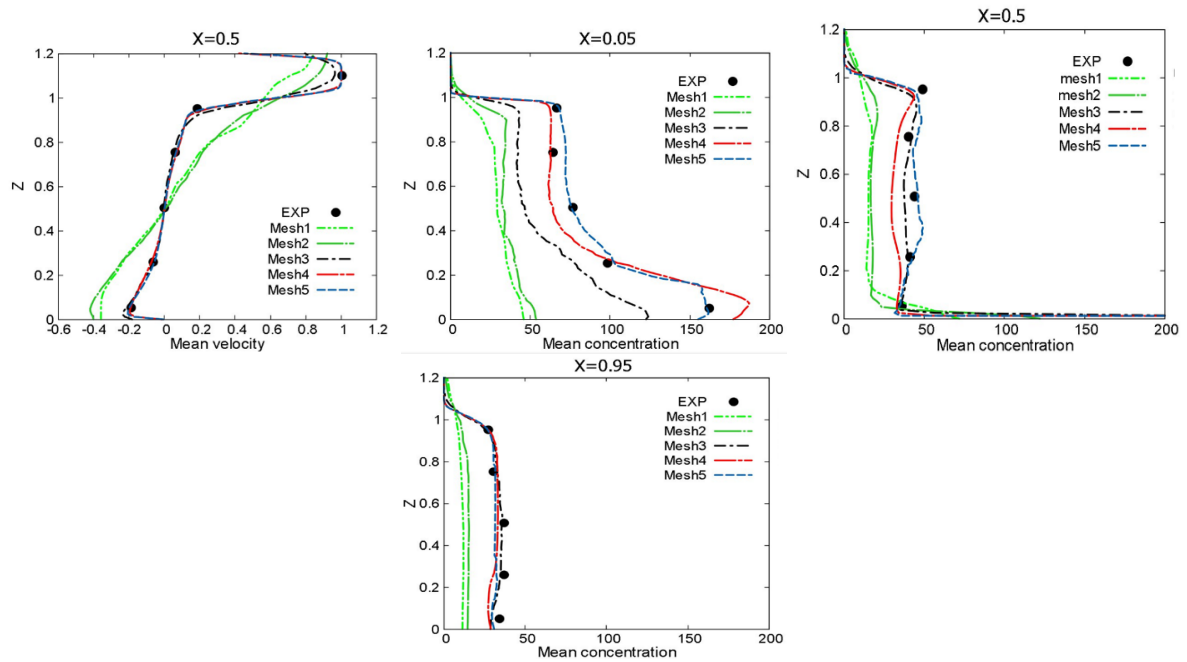 X=0.5
1.2
1
0.8
0.6
0.4
0.2
0
Z
EXP
Mesh1
Mesh2
Mesh3
Mesh4
Mesh5
-0.6 -0.4 -0.2 0 0.2 0.4 0.6 0.8 1 1.2
Mean velocity
X=0.05
1.2
1
0.8
0.6
0.4
0.2
0
Z
EXP
Mesh1
Mesh2
Mesh3
Mesh4
Mesh5
0 50 100 150 200
Mean concentration
X=0.5
1.2
1
0.8
0.6
0.4
0.2
0
Z
EXP
mesh1
mesh2
Mesh3
Mesh4
Mesh5
0 50 100 150 200
Mean concentration
X=0.95
1.2
1
0.8
0.6
0.4
0.2
0
Z
EXP
Mesh1
Mesh2
Mesh3
Mesh4
Mesh5
0 50 100 150 200
Mean concentration